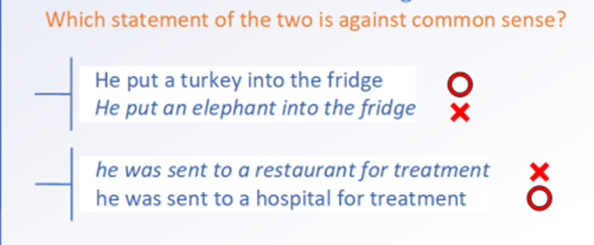 Which statement of the two is against common sense?
He put a turkey into the fridge
He put an elephant into the fridge
he was sent to a restaurant for treatment
he was sent to a hospital for treatment